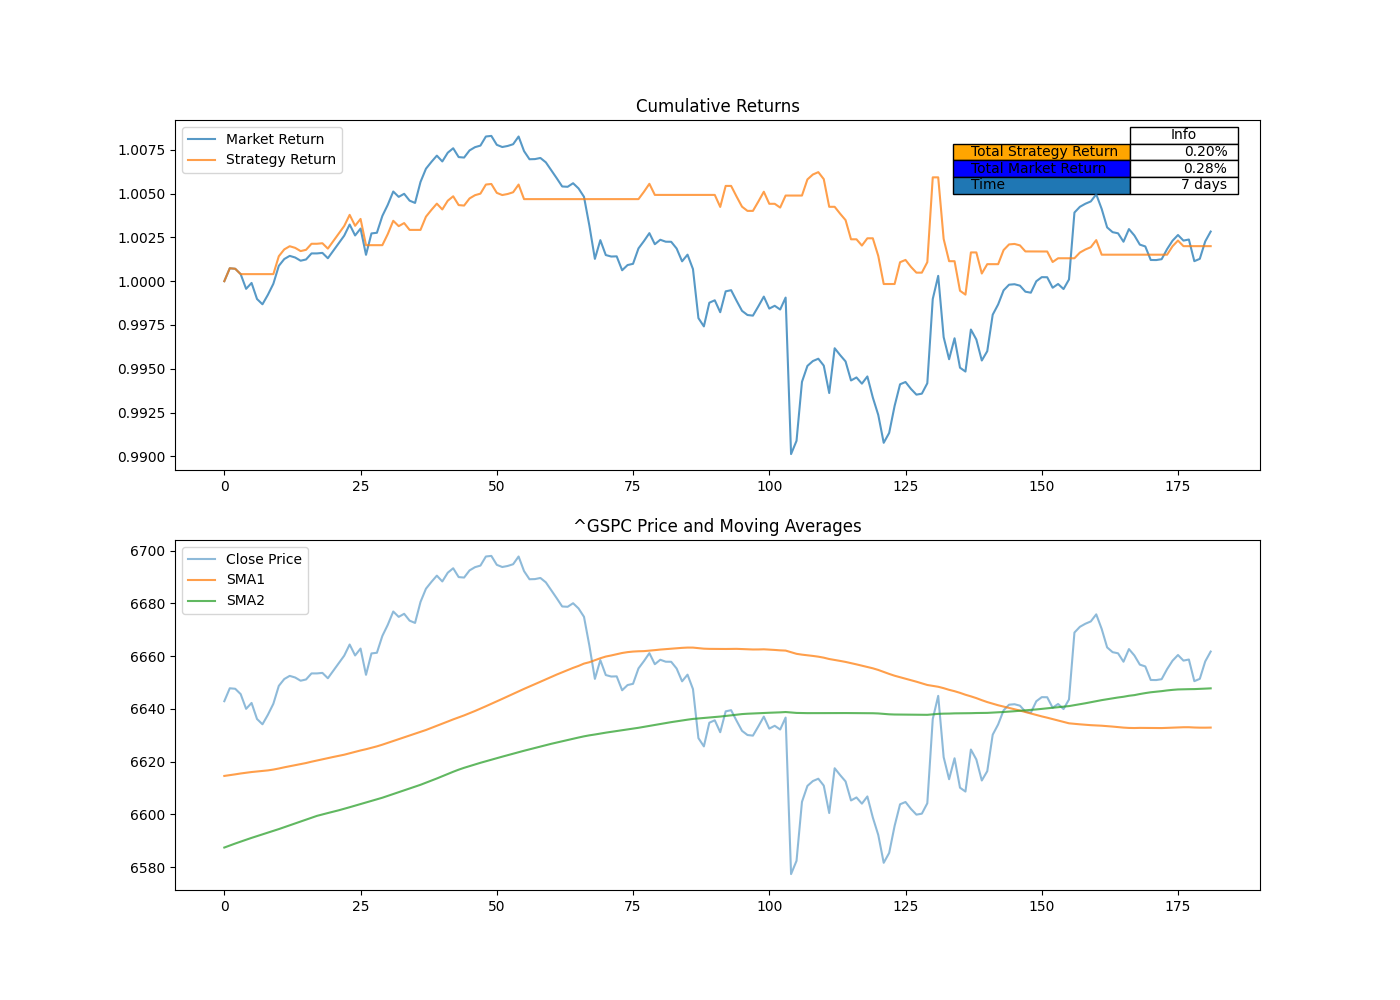 Cumulative Returns
Market Return
Strategy Return
Info
Total Strategy Return 0.20%
Total Market Return 0.28%
Time 7 days
1.0075
1.0050
1.0025
1.0000
0.9975
0.9950
0.9925
0.9900
0 25 50 75 100 125 150 175
^GSPC Price and Moving Averages
Close Price
SMA1
SMA2
6700
6680
6660
6640
6620
6600
6580
0 25 50 75 100 125 150 175